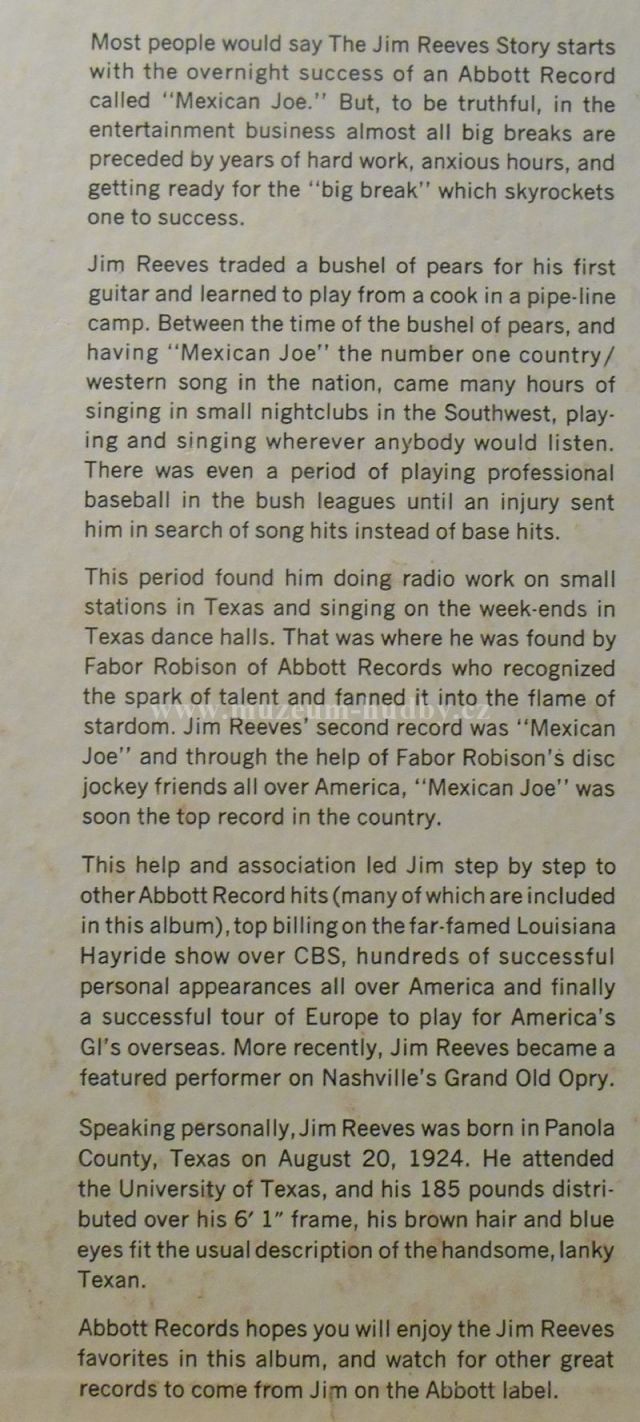 Most people would say The Jim Reeves Story starts
with the overnight success of an Abbott Record
called "Mexican Joe." But, to be truthful, in the
entertainment business almost all big breaks are
preceded by years of hard work, anxious hours, and
getting ready for the "big break" which skyrockets
one to success.
Jim Reeves traded a bushel of pears for his first
guitar and learned to play from a cook in a pipe-line
camp. Between the time of the bushel of pears, and
having "Mexican Joe" the number one country/
western song in the nation, came many hours of
singing in small nightclubs in the Southwest, play-
ing and singing wherever anybody would listen.
There was even a period of playing professional
baseball in the bush leagues until an injury sent
him in search of song hits instead of base hits.
This period found him doing radio work on small
stations in Texas and singing on the week-ends in
Texas dance halls. That was where he was found by
Fabor Robison of Abbott Records who recognized
the spark of talent and fanned it into the flame of
www.muzeum-hudby.cz
stardom. Jim Reeves' second record was "Mexican
Joe" and through the help of Fabor Robison's disc
jockey friends all over America, "Mexican Joe" was
soon the top record in the country.
This help and association led Jim step by step to
other Abbott Record hits (many of which are included
in this album), top billing on the far-famed Louisiana
Hayride show over CBS, hundreds of successful
personal appearances all over America and finally
a successful tour of Europe to play for America's
GI's overseas. More recently, Jim Reeves became a
featured performer on Nashville's Grand Old Opry.
Speaking personally, Jim Reeves was born in Panola
County, Texas on August 20, 1924. He attended
the University of Texas, and his 185 pounds distri-
buted over his 6′ 1″ frame, his brown hair and blue
eyes fit the usual description of the handsome, lanky
Texan.
Abbott Records hopes you will enjoy the Jim Reeves
favorites in this album, and watch for other great
records to come from Jim on the Abbott label.